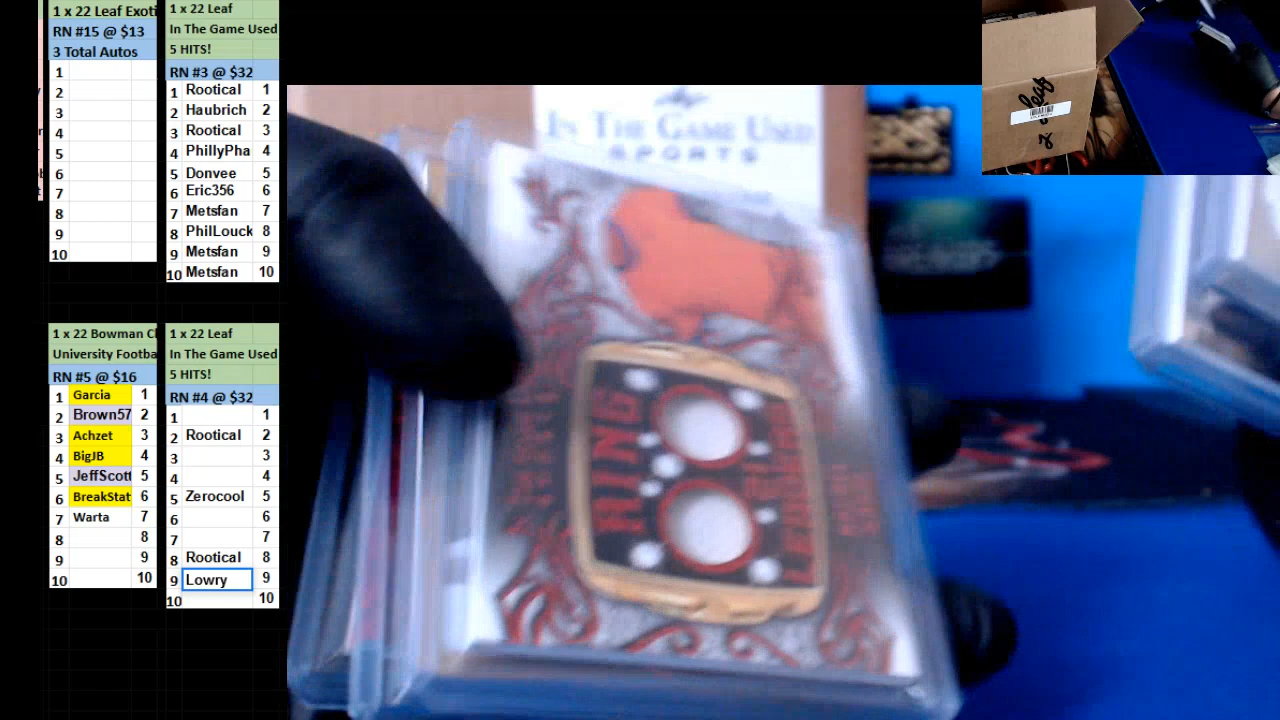 1 x 22 Leaf Exoti
RN #15 @ $13
3 Total Autos
1
2
3
4
5
6
7
8
9
10
1 x 22 Leaf
In The Game Used
5 HITS!
RN #3 @ $32
1 Rootical 1
2 Haubrich 2
3 Rootical 3
4 PhillyPha 4
5 Donvee 5
6 Eric356 6
7 Metsfan 7
8 PhilLouck 8
9 Metsfan 9
10 Metsfan 10
1 x 22 Bowman Cl
University Footba
RN #5 @ $16
1 Garcia 1
2 Brown57 2
3 Achzet 3
4 BigJB 4
5 JeffScott 5
6 BreakStat 6
7 Warta 7
8 8
9 9
10 10
1 x 22 Leaf
In The Game Used
5 HITS!
RN #4 @ $32
1 1
2 Rootical 2
3 3
4 4
5 Zerocool 5
6 6
7 7
8 Rootical 8
9 Lowry 9
10 10
IN THE GAME USED
SPORTS
RING
leaf
2